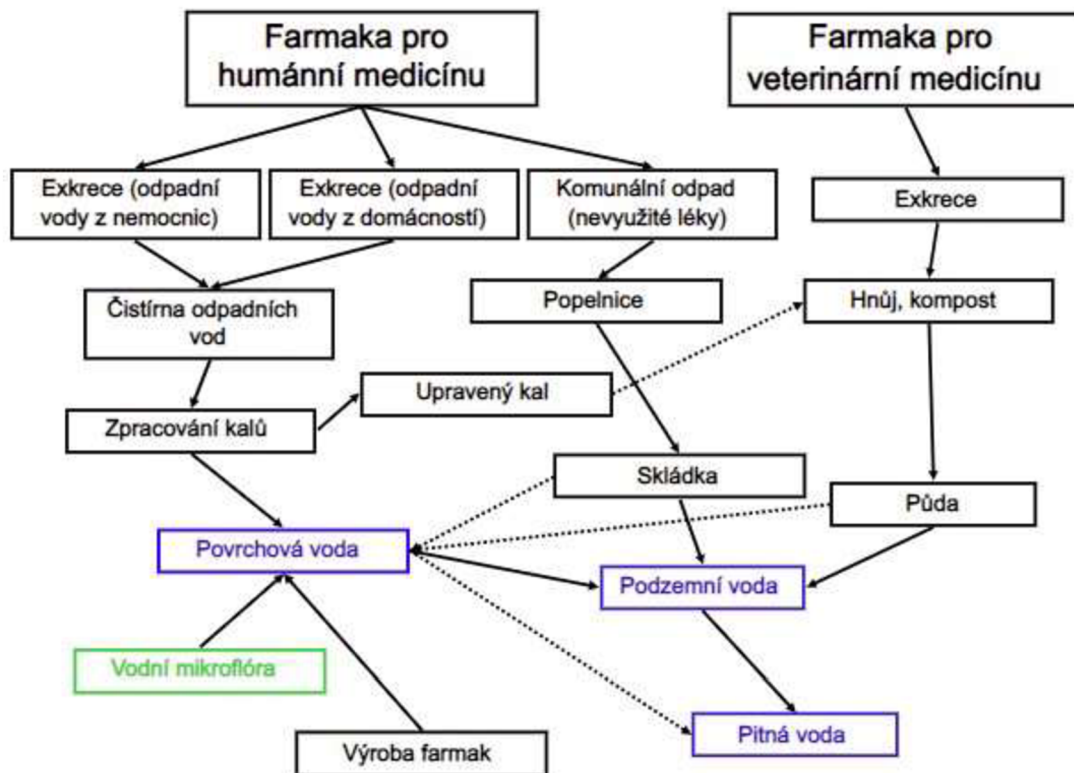 Farmaka pro
humánní medicínu
Farmaka pro
veterinární medicínu
Exkrece (odpadní
vody z nemocnic)
Exkrece (odpadní
vody z domácností)
Komunální odpad
(nevyužité léky)
Exkrece
Čistírna odpadních
vod
Popelnice
Hnůj, kompost
Upravený kal
Zpracování kalů
Skládka
Půda
Povrchová voda
Podzemní voda
Vodní mikroflóra
Pitná voda
Výroba farmak